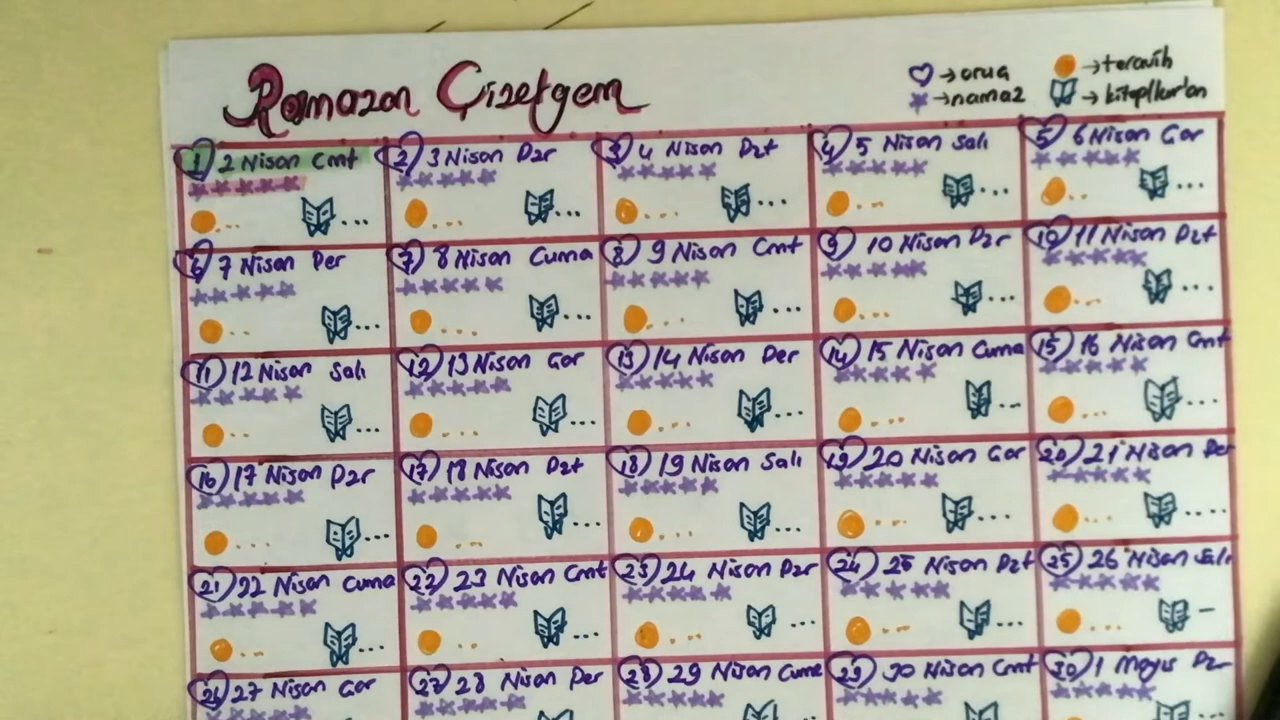 Ramazan Çizelgem
→oruç
→namaz
→teravih
→kitap/kur'an
1 2 Nisan Cmt
2 3 Nisan Pzr
3 4 Nisan Pzt
4 5 Nisan Salı
5 6 Nisan Çar
6 7 Nisan Per
7 8 Nisan Cuma
8 9 Nisan Cmt
9 10 Nisan Pzr
10 11 Nisan Pzt
11 12 Nisan Salı
12 13 Nisan Çar
13 14 Nisan Per
14 15 Nisan Cuma
15 16 Nisan Cmt
16 17 Nisan Pzr
17 18 Nisan Pzt
18 19 Nisan Salı
19 20 Nisan Çar
20 21 Nisan Per
21 22 Nisan Cuma
22 23 Nisan Cmt
23 24 Nisan Pzr
24 25 Nisan Pzt
25 26 Nisan Salı
26 27 Nisan Çar
27 28 Nisan Per
28 29 Nisan Cuma
29 30 Nisan Cmt
30 1 Mayıs Pzr